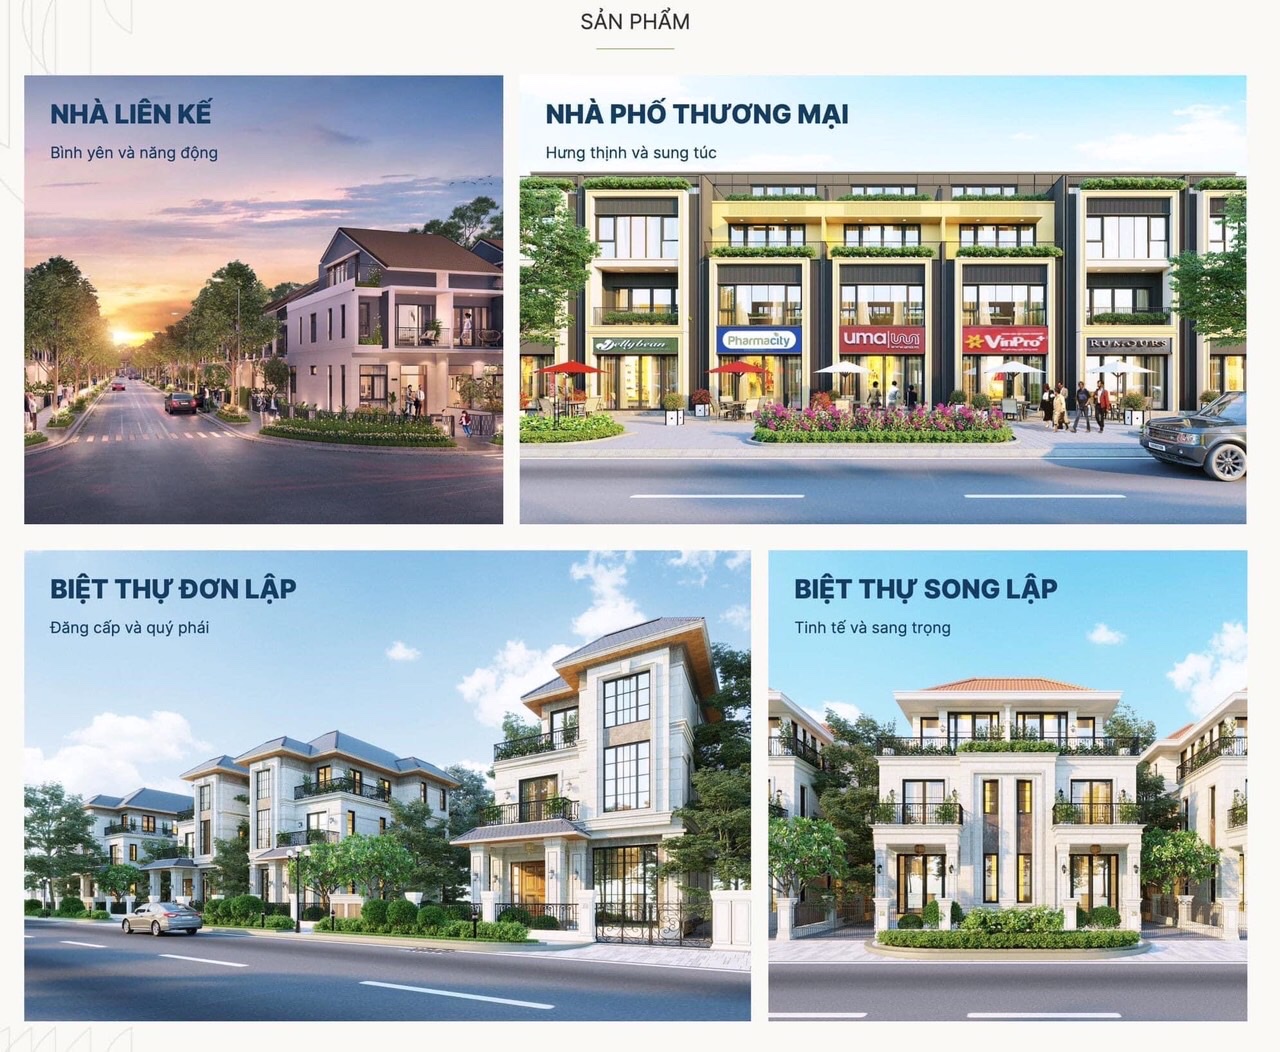 SẢN PHẨM
NHÀ LIÊN KẾ
Bình yên và năng động
NHÀ PHỐ THƯƠNG MẠI
Hưng thịnh và sung túc
Jellybean
Pharmacity
uma
VinPro+
RUMOURS
BIỆT THỰ ĐƠN LẬP
Đăng cấp và quý phái
BIỆT THỰ SONG LẬP
Tinh tế và sang trọng